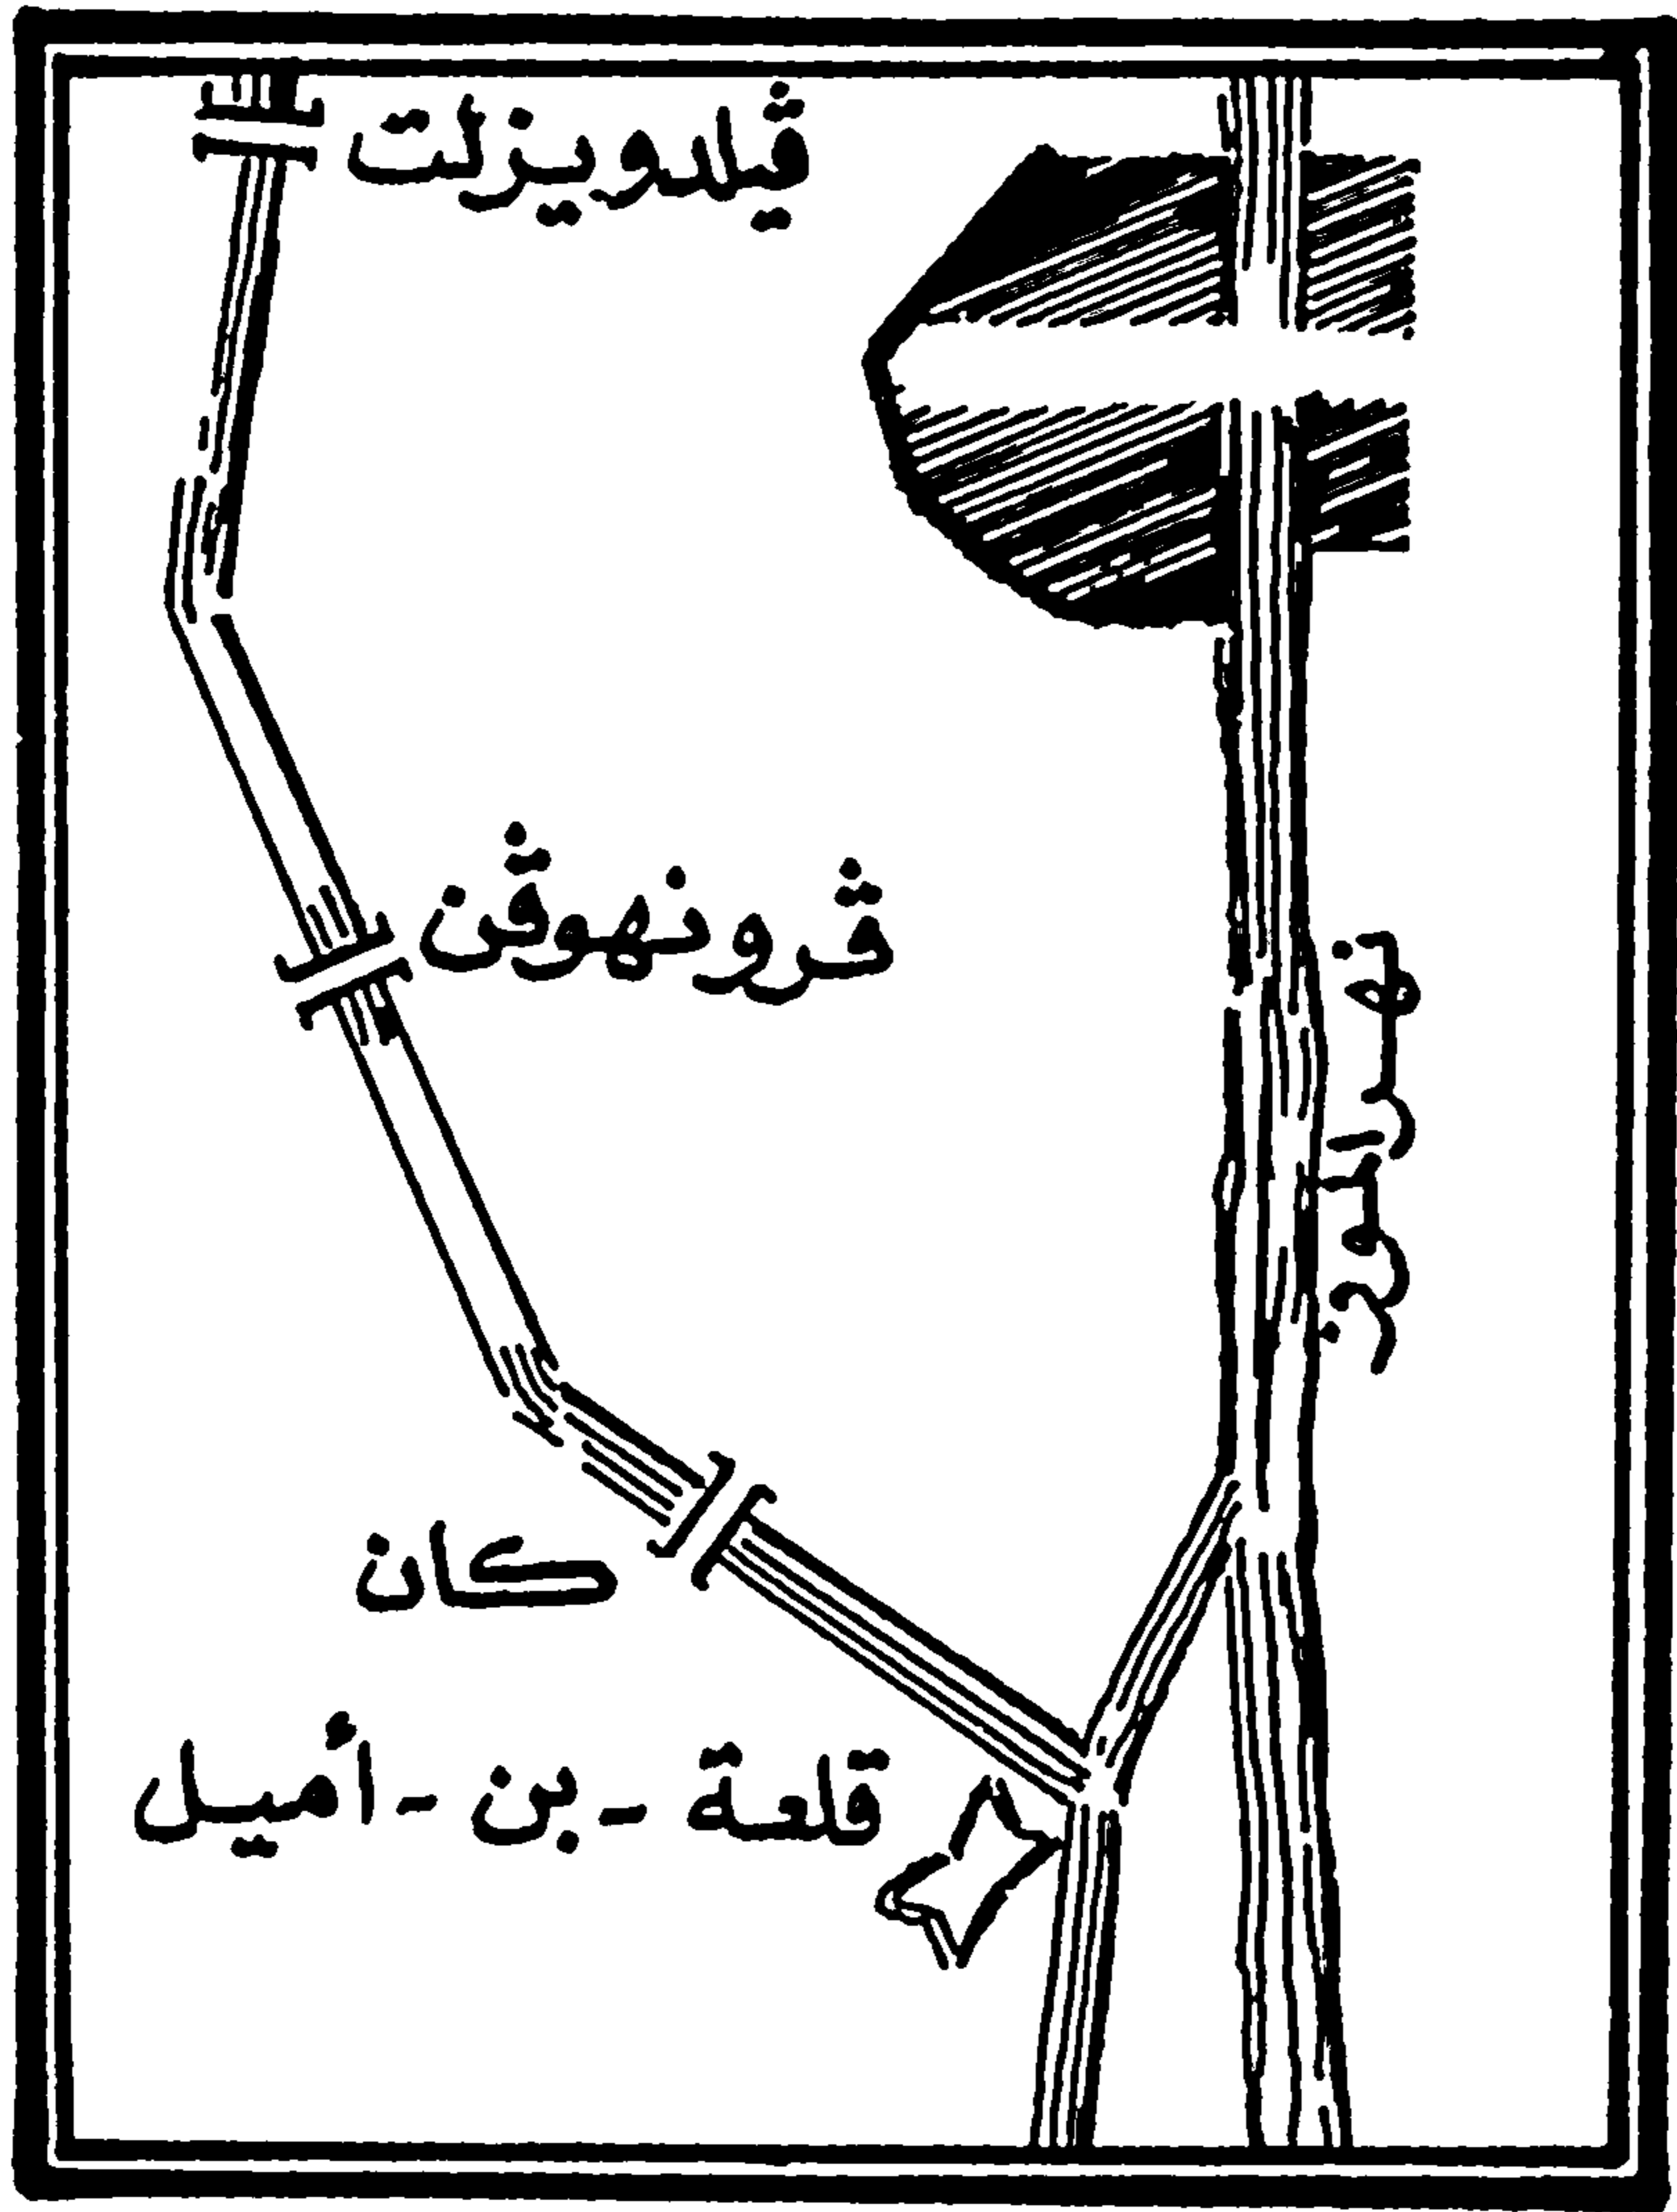 ڤيلدويزلت
ڤرونهوڤن
نهر الموز
كان
قلعة -بن-أميل